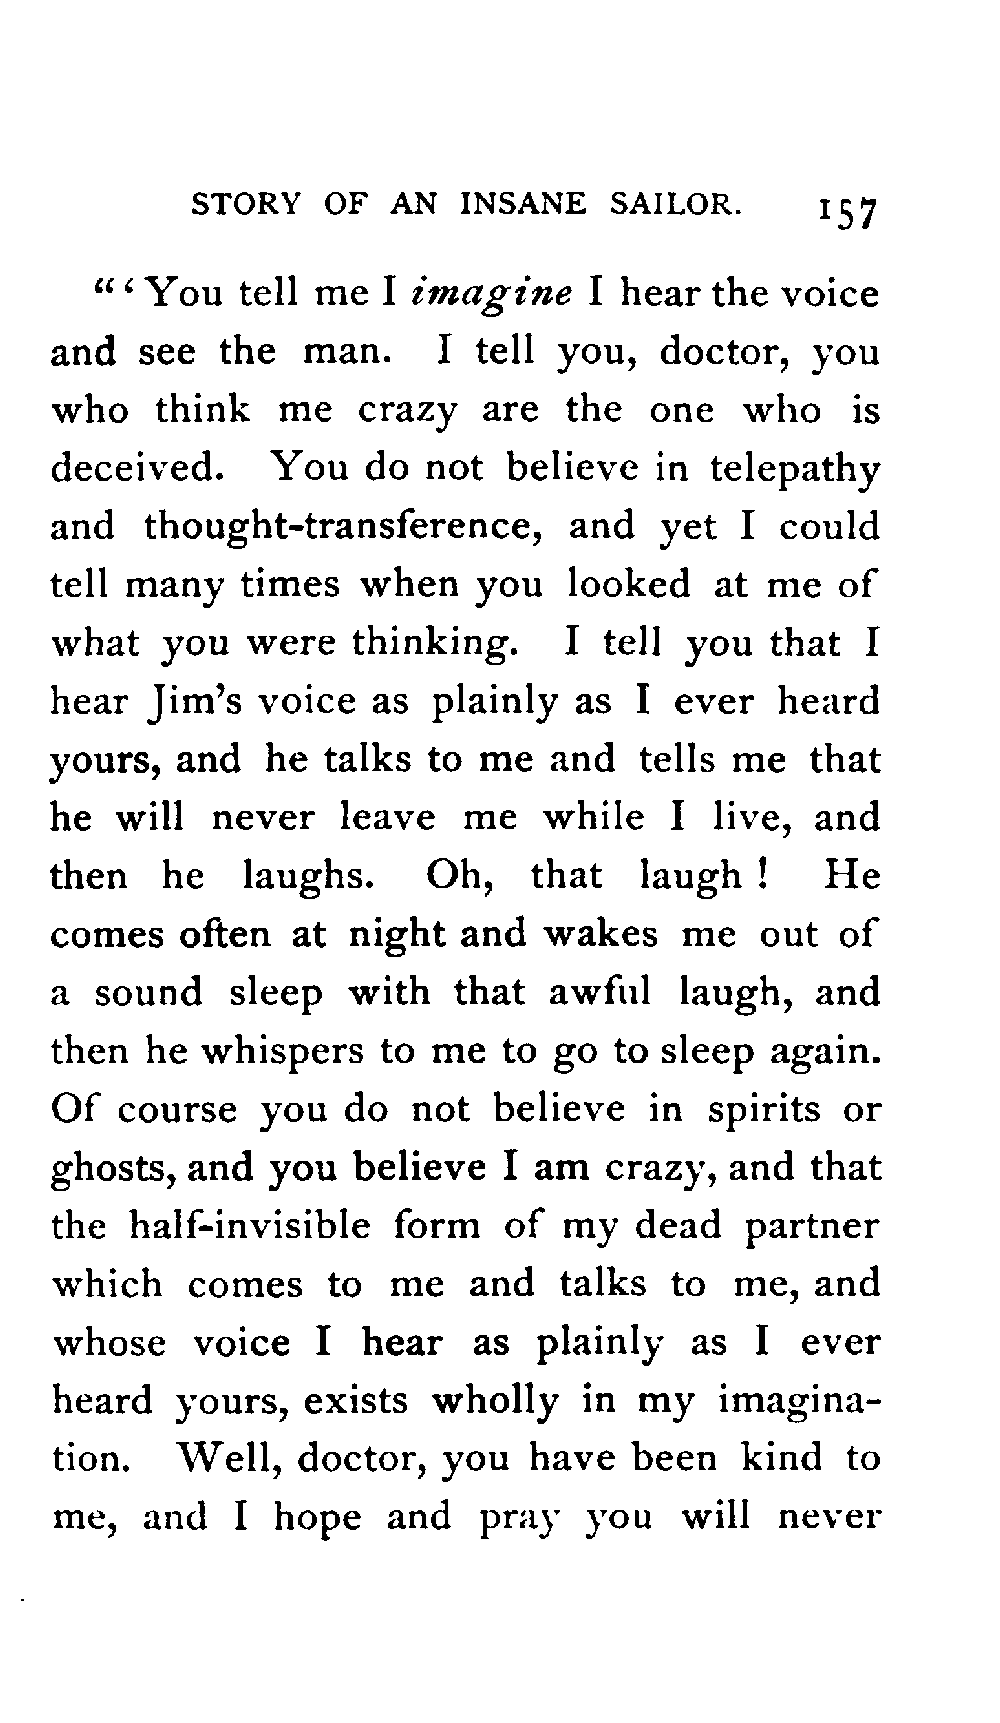 STORY OF AN INSANE SAILOR. 157
"'You tell me I imagine I hear the voice
and see the man. I tell you, doctor, you
who think me crazy are the one who is
deceived. You do not believe in telepathy
and thought-transference, and yet I could
tell many times when you looked at me of
what you were thinking. I tell you that I
hear Jim's voice as plainly as I ever heard
yours, and he talks to me and tells me that
he will never leave me while I live, and
then he laughs. Oh, that laugh! He
comes often at night and wakes me out of
a sound sleep with that awful laugh, and
then he whispers to me to go to sleep again.
Of course you do not believe in spirits or
ghosts, and you believe I am crazy, and that
the half-invisible form of my dead partner
which comes to me and talks to me, and
whose voice I hear as plainly as I ever
heard yours, exists wholly in my imagina-
tion. Well, doctor, you have been kind to
me, and I hope and pray you will never